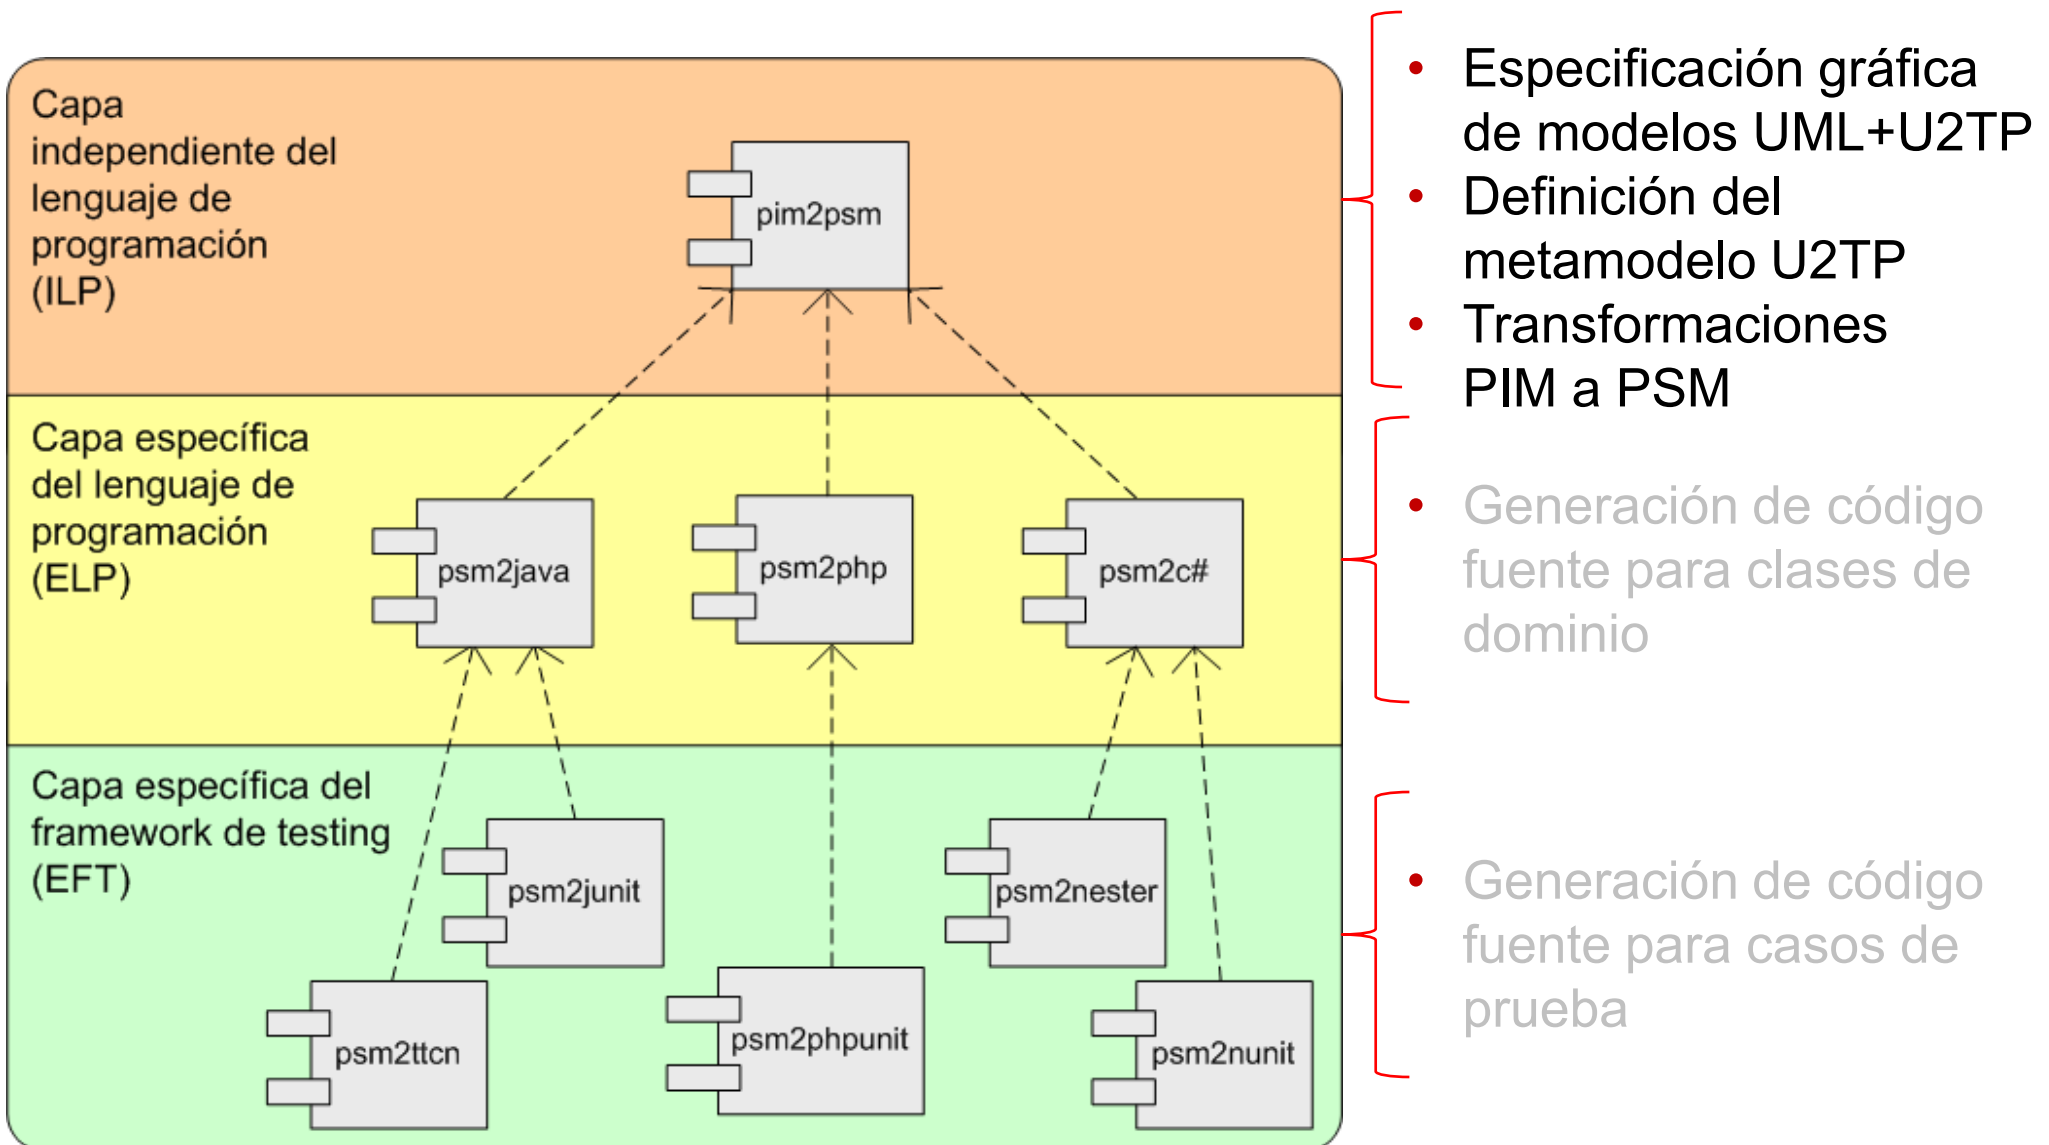 Capa
independiente del
lenguaje de
programación
(ILP)
pim2psm
• Especificación gráfica
de modelos UML+U2TP
• Definición del
metamodelo U2TP
• Transformaciones
PIM a PSM
Capa específica
del lenguaje de
programación
(ELP)
psm2java
psm2php
psm2c#
• Generación de código
fuente para clases de
dominio
Capa específica del
framework de testing
(EFT)
psm2junit
psm2nester
psm2ttcn
psm2phpunit
psm2nunit
• Generación de código
fuente para casos de
prueba